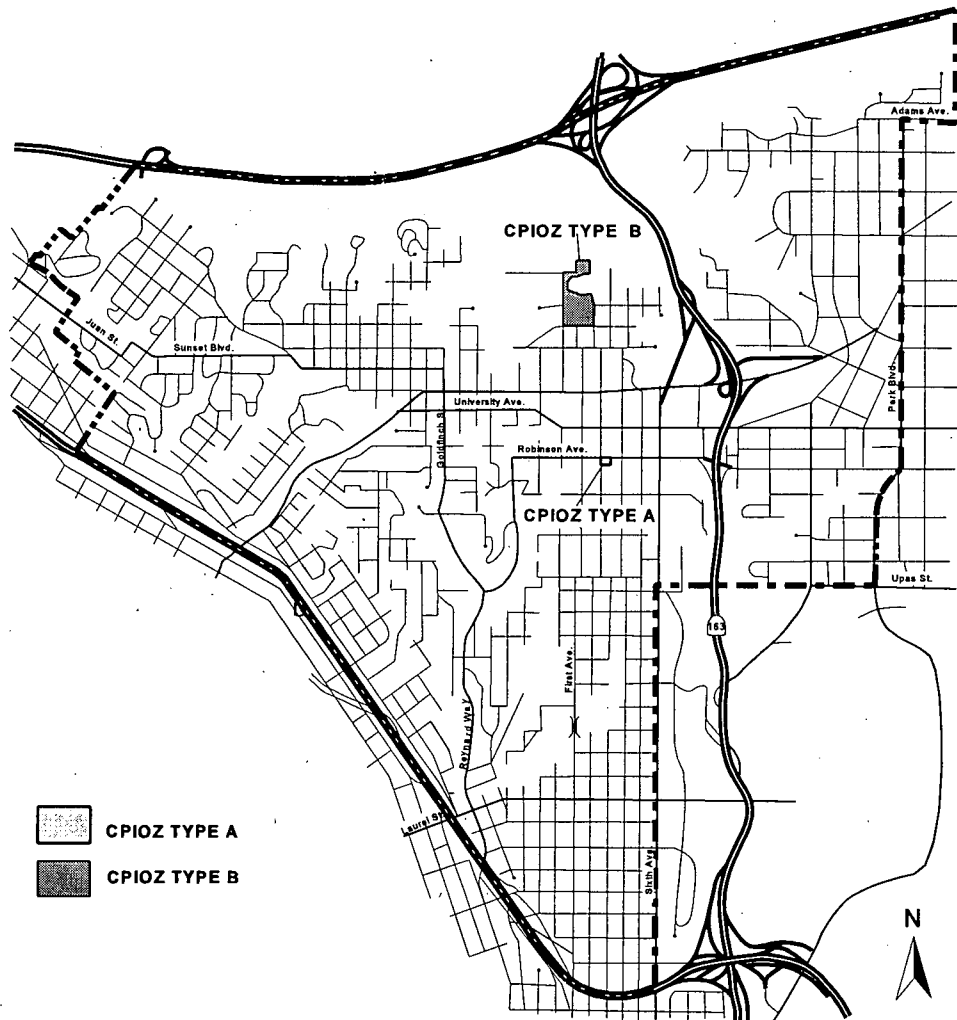 Adams Ave.
CPIOZ TYPE B
Juan St.
Sunset Blvd.
Park Blvd.
University Ave.
Goldfinch S
Robinson Ave.
CPIOZ TYPE A
Upas St.
163
First Ave.
Reynard Way
Laurel St.
CPIOZ TYPE A
CPIOZ TYPE B
Sixth Ave.
N